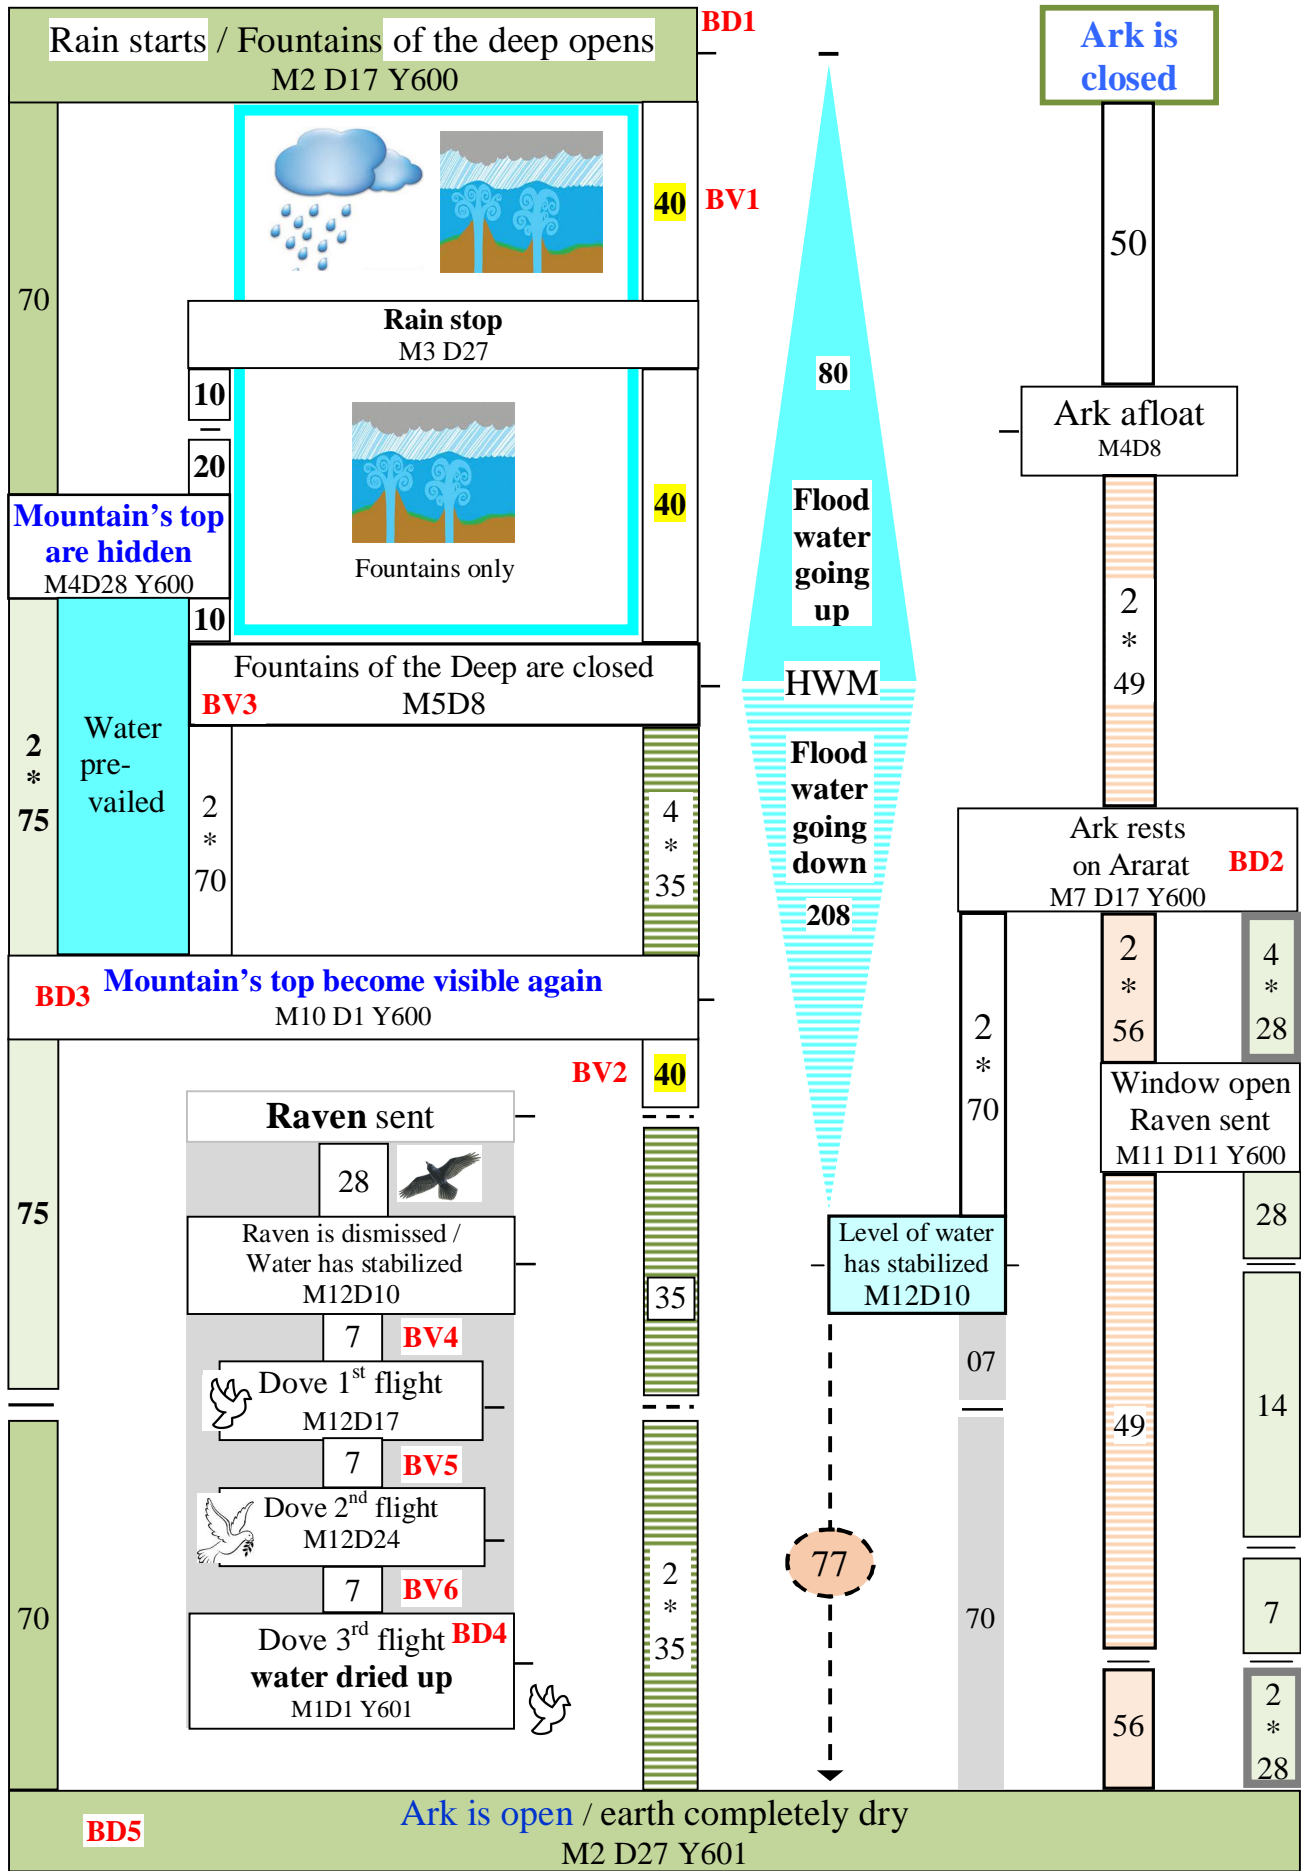 Rain starts / Fountains of the deep opens
M2 D17 Y600
BD1
Ark is
closed
70
40
BV1
50
Rain stop
M3 D27
10
20
80
Ark afloat
M4D8
Mountain's top
are hidden
M4D28 Y600
Fountains only
40
Flood
water
going
up
2
*
49
10
Fountains of the Deep are closed
BV3
M5D8
HWM
2
*
75
Water
pre-
vailed
2
*
70
4
*
35
Flood
water
going
down
208
Ark rests
on Ararat
M7 D17 Y600
BD2
BD3
Mountain's top become visible again
M10 D1 Y600
2
*
70
2
*
56
4
*
28
BV2
40
Window open
Raven sent
M11 D11 Y600
Raven sent
28
75
Raven is dismissed /
Water has stabilized
M12D10
35
Level of water
has stabilized
M12D10
28
7
BV4
07
Dove 1st flight
M12D17
49
14
7
BV5
Dove 2nd flight
M12D24
7
BV6
77
70
2
*
35
70
7
Dove 3rd flight
BD4
water dried up
M1D1 Y601
56
2
*
28
Ark is open / earth completely dry
BD5
M2 D27 Y601